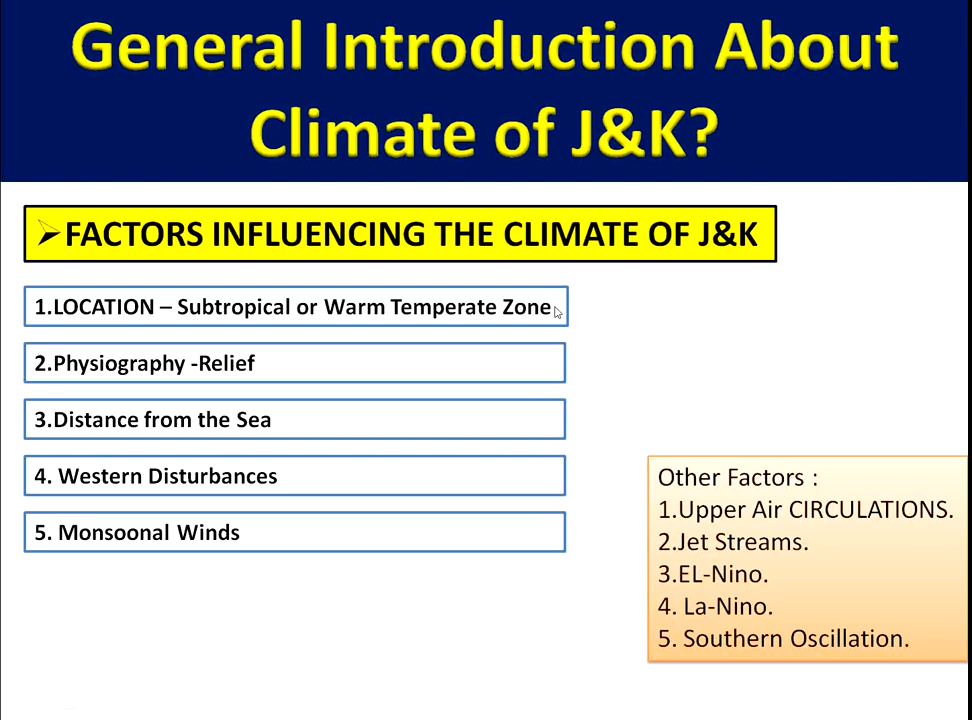 General Introduction About
Climate of J&K?
➢FACTORS INFLUENCING THE CLIMATE OF J&K
1.LOCATION – Subtropical or Warm Temperate Zone
2.Physiography -Relief
3.Distance from the Sea
4. Western Disturbances
5. Monsoonal Winds
Other Factors :
1.Upper Air CIRCULATIONS.
2.Jet Streams.
3.EL-Nino.
4. La-Nino.
5. Southern Oscillation.